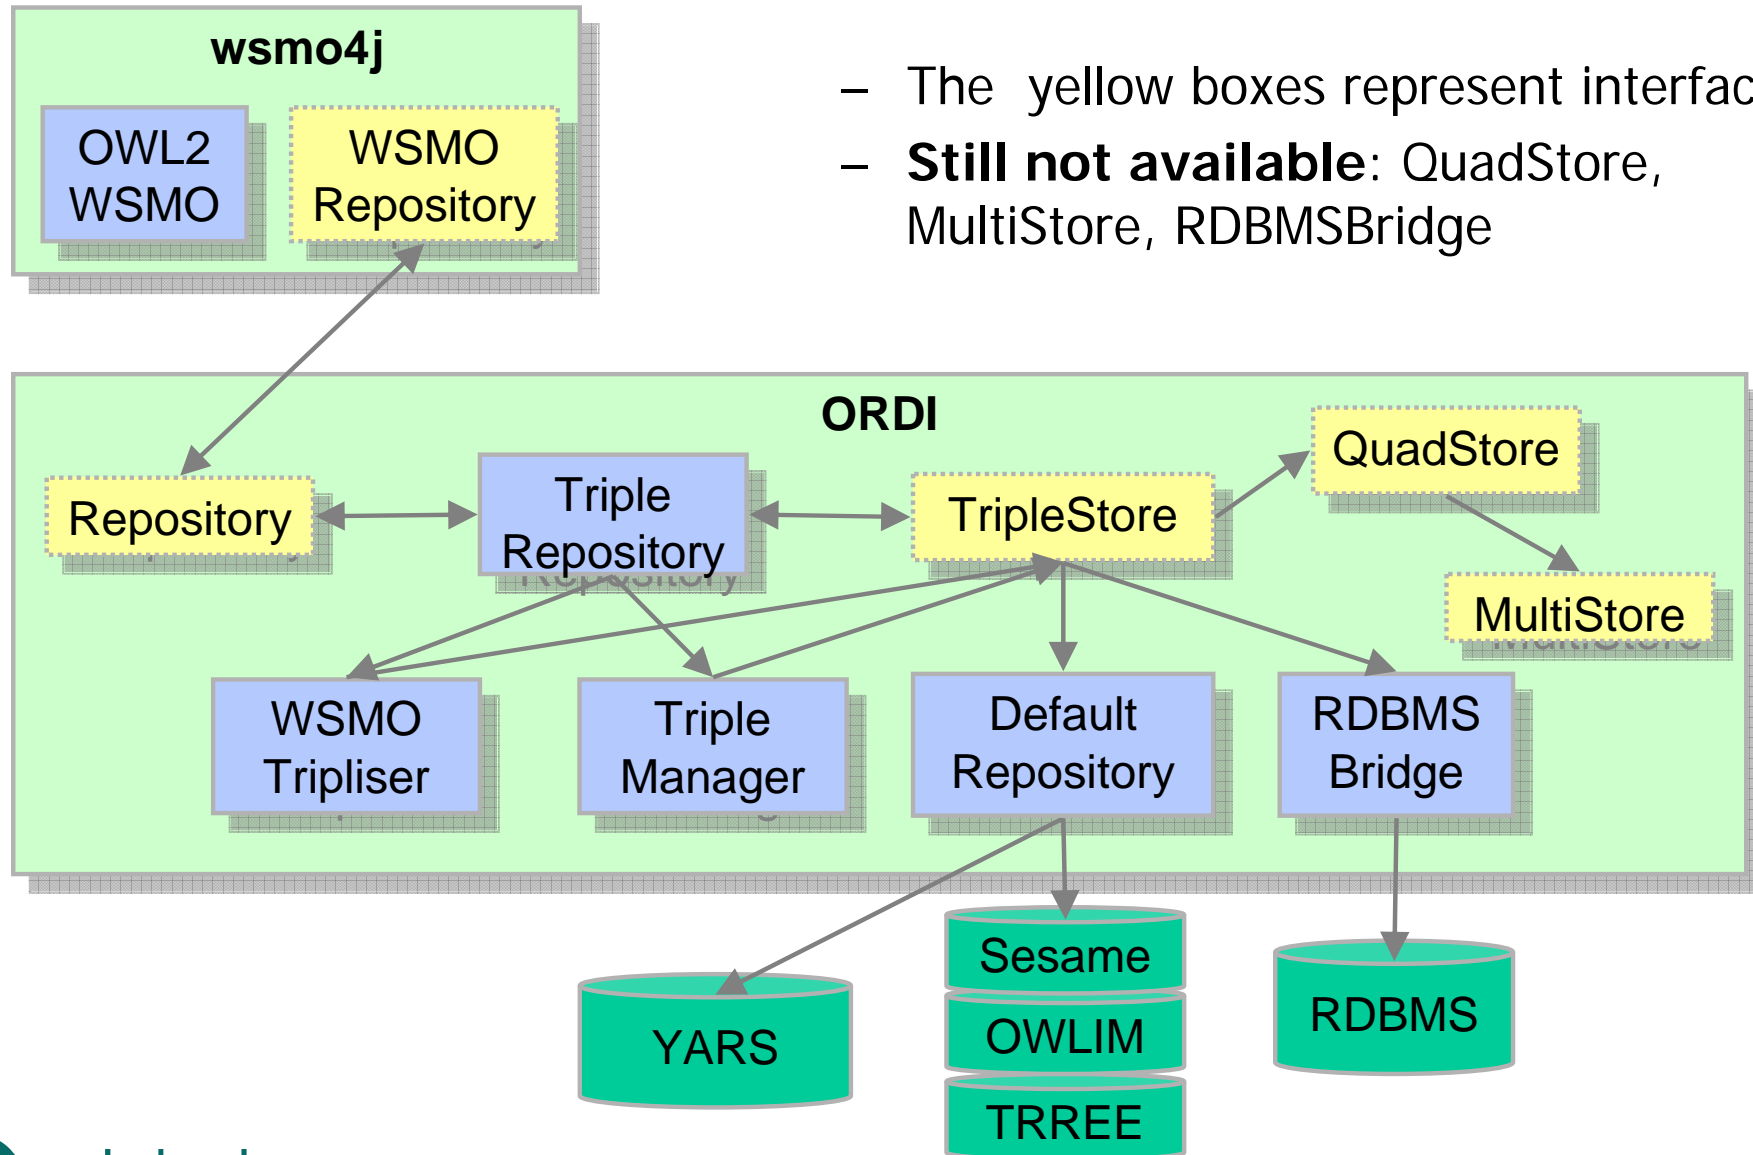 wsmo4j
OWL2
WSMO
WSMO
Repository
– The yellow boxes represent interfac
– Still not available: QuadStore,
MultiStore, RDBMSBridge
ORDI
Repository
Triple
Repository
TripleStore
QuadStore
MultiStore
WSMO
Tripliser
Triple
Manager
Default
Repository
RDBMS
Bridge
YARS
Sesame
OWLIM
TRREE
RDBMS